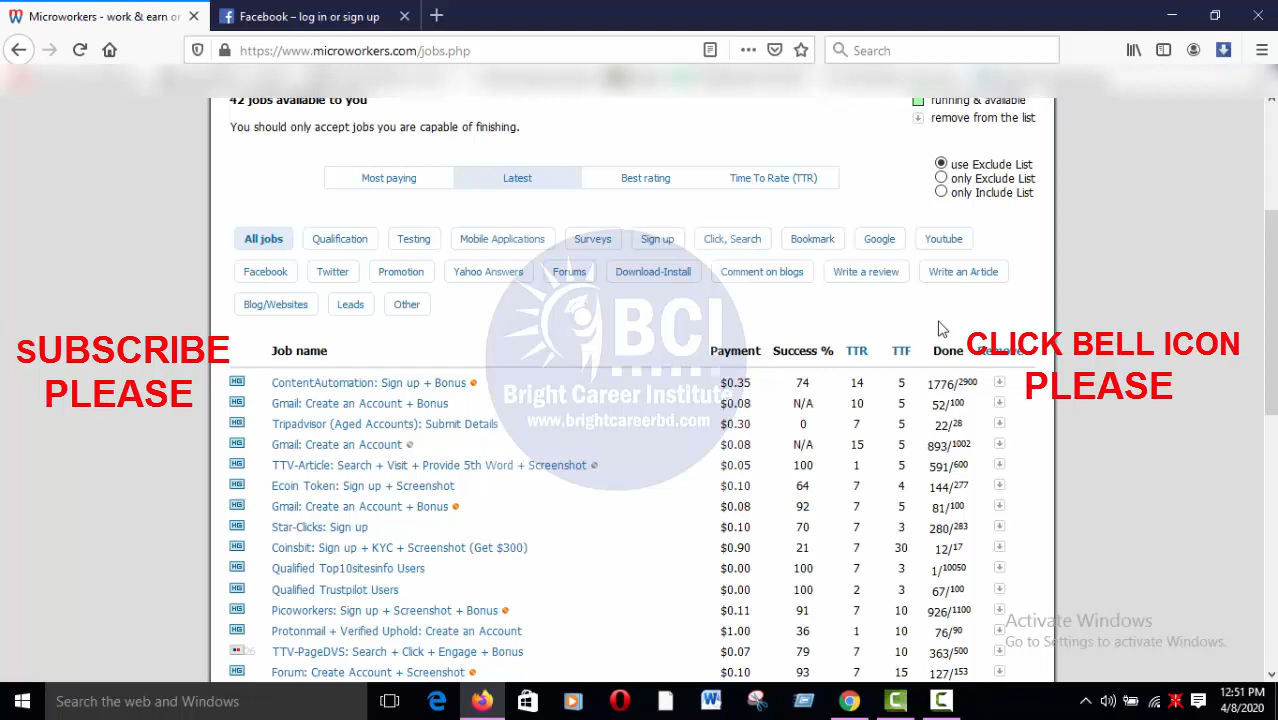 Microworkers - work & earn or
Facebook – log in or sign up
https://www.microworkers.com/jobs.php
Search
42 jobs available to you
running & available
You should only accept jobs you are capable of finishing.
remove from the list
use Exclude List
only Exclude List
only Include List
Most paying Latest Best rating Time To Rate (TTR)
All jobs Qualification Testing Mobile Applications Surveys Sign up Click, Search Bookmark Google Youtube
Facebook Twitter Promotion Yahoo Answers Forums Download-Install Comment on blogs Write a review Write an Article
Blog/Websites Leads Other
sUBSCRIBE
PLEASE
CLICK BELL ICON
PLEASE
BCI
Bright Career Institute
www.brightcareerbd.com
Job name Payment Success % TTR TTF Done Remove
HG ContentAutomation: Sign up + Bonus $0.35 74 14 5 1776/2900
HG Gmail: Create an Account + Bonus $0.08 N/A 10 5 52/100
HG Tripadvisor (Aged Accounts): Submit Details $0.30 0 7 5 22/28
HG Gmail: Create an Account $0.08 N/A 15 5 893/1002
HG TTV-Article: Search + Visit + Provide 5th Word + Screenshot $0.05 100 1 5 591/600
HG Ecoin Token: Sign up + Screenshot $0.10 64 7 4 144/277
HG Gmail: Create an Account + Bonus $0.08 92 7 5 81/100
HG Star-Clicks: Sign up $0.10 70 7 3 280/283
HG Coinsbit: Sign up + KYC + Screenshot (Get $300) $0.90 21 7 30 12/17
HG Qualified Top10sitesinfo Users $0.00 100 7 3 1/10050
HG Qualified Trustpilot Users $0.00 100 2 3 67/100
HG Picoworkers: Sign up + Screenshot + Bonus $0.11 91 7 10 926/1100
HG Protonmail + Verified Uphold: Create an Account $1.00 36 1 10 76/90
26 TTV-PageDVS: Search + Click + Engage + Bonus $0.07 79 7 10 363/500
HG Forum: Create Account + Screenshot $0.10 93 7 15 127/153
Activate Windows
Go to Settings to activate Windows.
Search the web and Windows
12:51 PM
4/8/2020